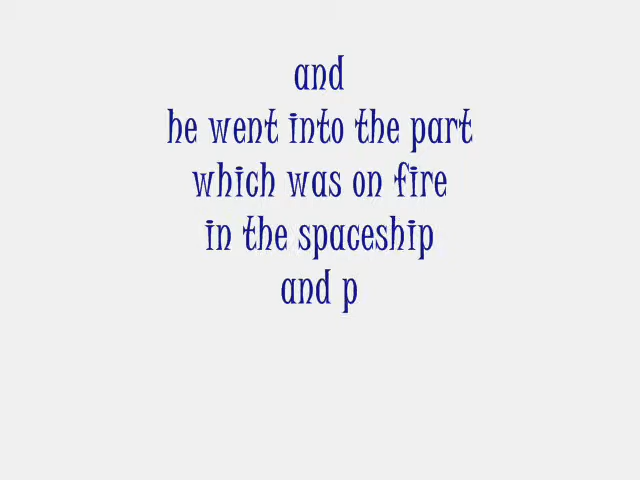 and
he went into the part
which was on fire
in the spaceship
and p